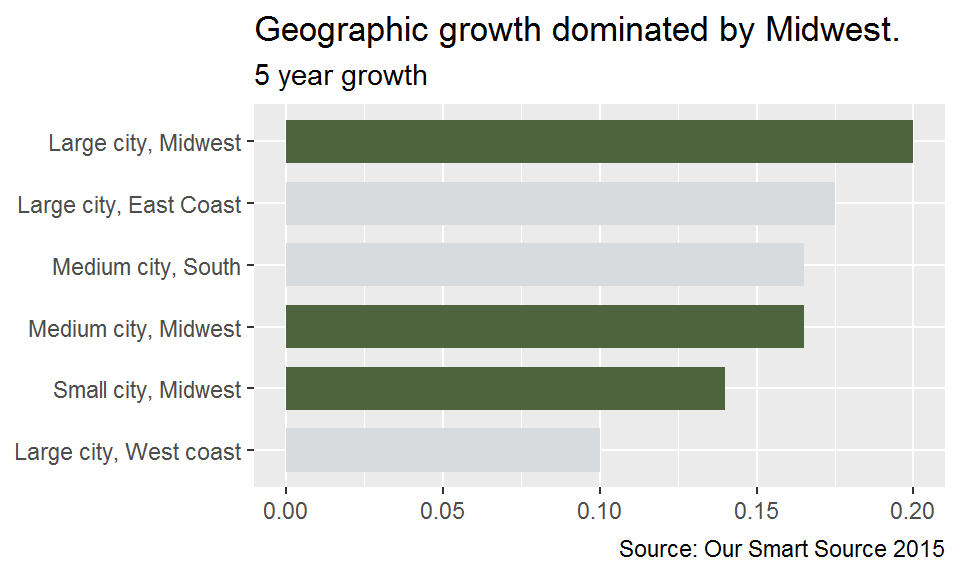 Geographic growth dominated by Midwest.
5 year growth
Large city, Midwest
Large city, East Coast
Medium city, South
Medium city, Midwest
Small city, Midwest
Large city, West coast
0.00 0.05 0.10 0.15 0.20
Source: Our Smart Source 2015